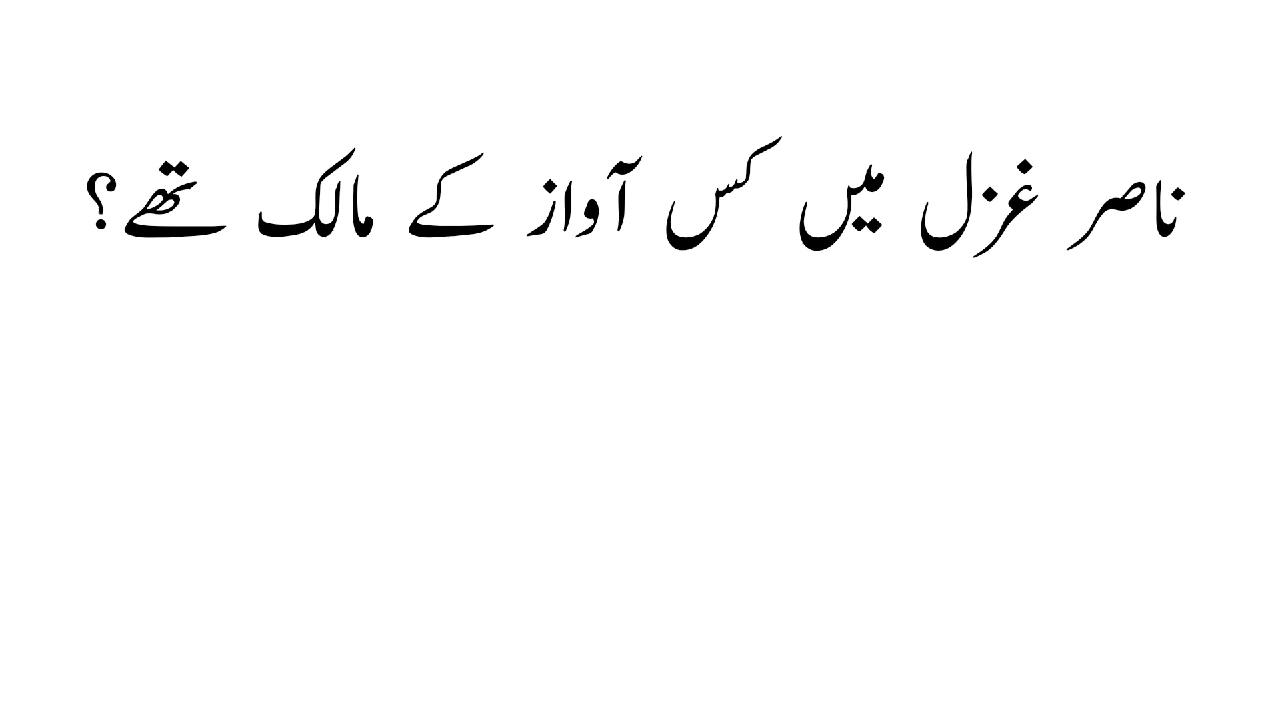 ناصر غزل میں کس آواز کے مالک تھے؟